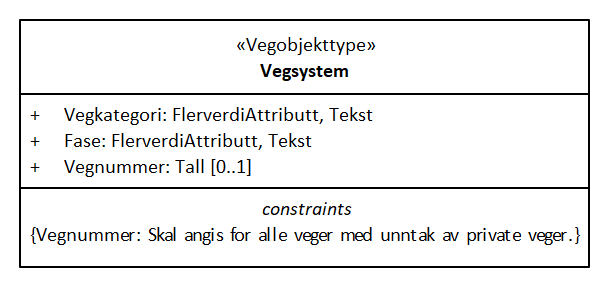 «Vegobjekttype»
Vegsystem
+ Vegkategori: FlerverdiAttributt, Tekst
+ Fase: FlerverdiAttributt, Tekst
+ Vegnummer: Tall [0..1]
constraints
{Vegnummer: Skal angis for alle veger med unntak av private veger.}